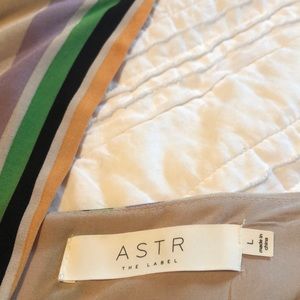 ASTR
THE LABEL
L
made in
china